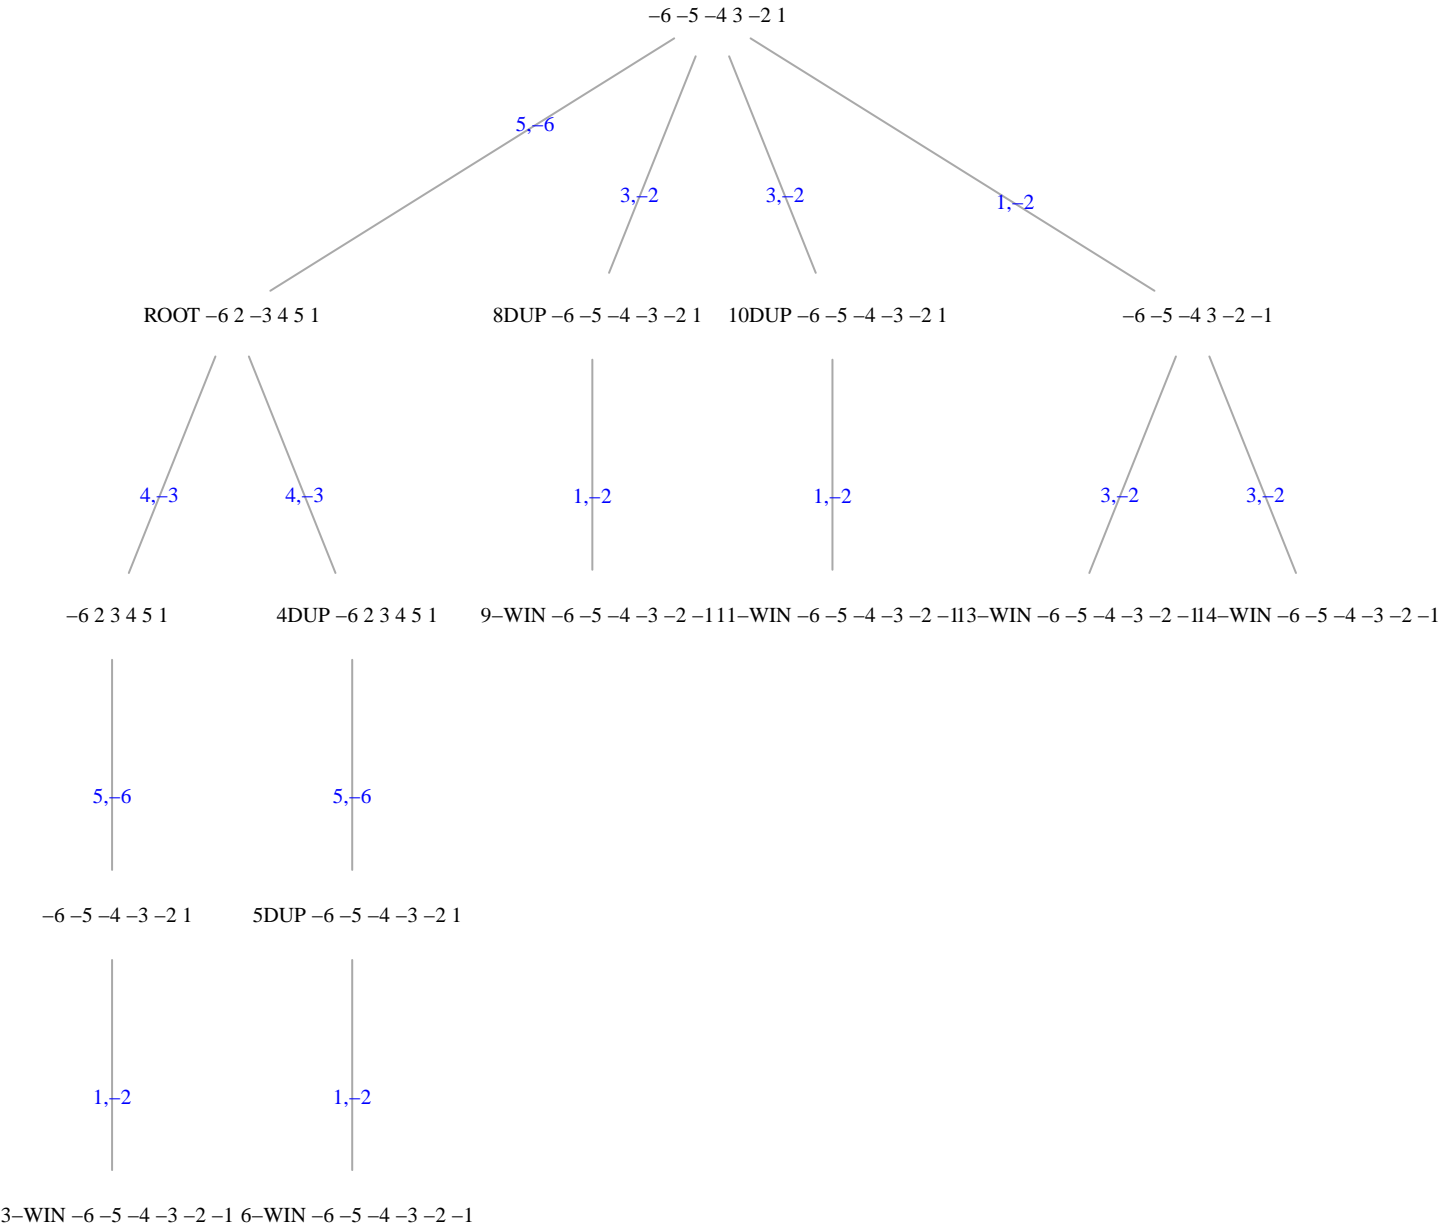 –6 –5 –4 3 –2 1
5,–6
3,–2
3,–2
1,–2
ROOT –6 2 –3 4 5 1
8DUP –6 –5 –4 –3 –2 1
10DUP –6 –5 –4 –3 –2 1
–6 –5 –4 3 –2 –1
4,–3
4,–3
1,–2
1,–2
3,–2
3,–2
–6 2 3 4 5 1
4DUP –6 2 3 4 5 1
9–WIN –6 –5 –4 –3 –2 –1
11–WIN –6 –5 –4 –3 –2 –1
13–WIN –6 –5 –4 –3 –2 –1
14–WIN –6 –5 –4 –3 –2 –1
5,–6
5,–6
–6 –5 –4 –3 –2 1
5DUP –6 –5 –4 –3 –2 1
1,–2
1,–2
3–WIN –6 –5 –4 –3 –2 –1
6–WIN –6 –5 –4 –3 –2 –1